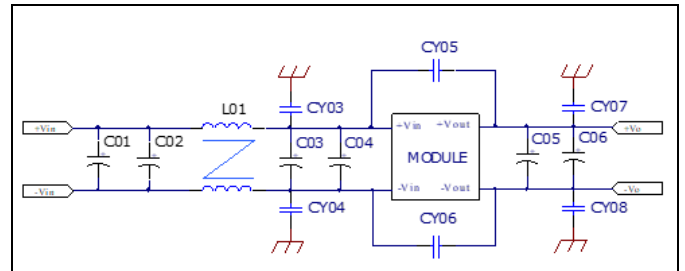 CY05
L01
CY03
CY07
+Vin
C01
C02
C03
C04
+Vin
+Vout
C05
C06
+Vo
MODULE
-Vin
-Vin
-Vout
-Vo
CY04
CY06
CY08